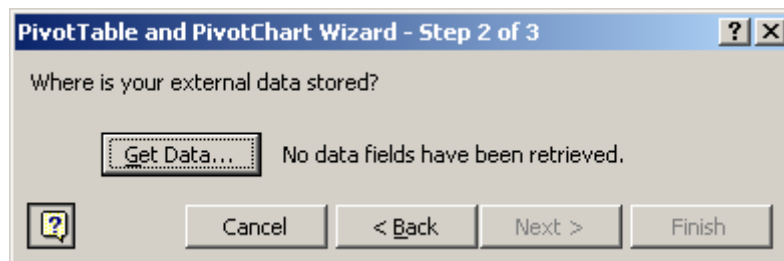 PivotTable and PivotChart Wizard - Step 2 of 3
Where is your external data stored?
Get Data... No data fields have been retrieved.
Cancel < Back Next > Finish